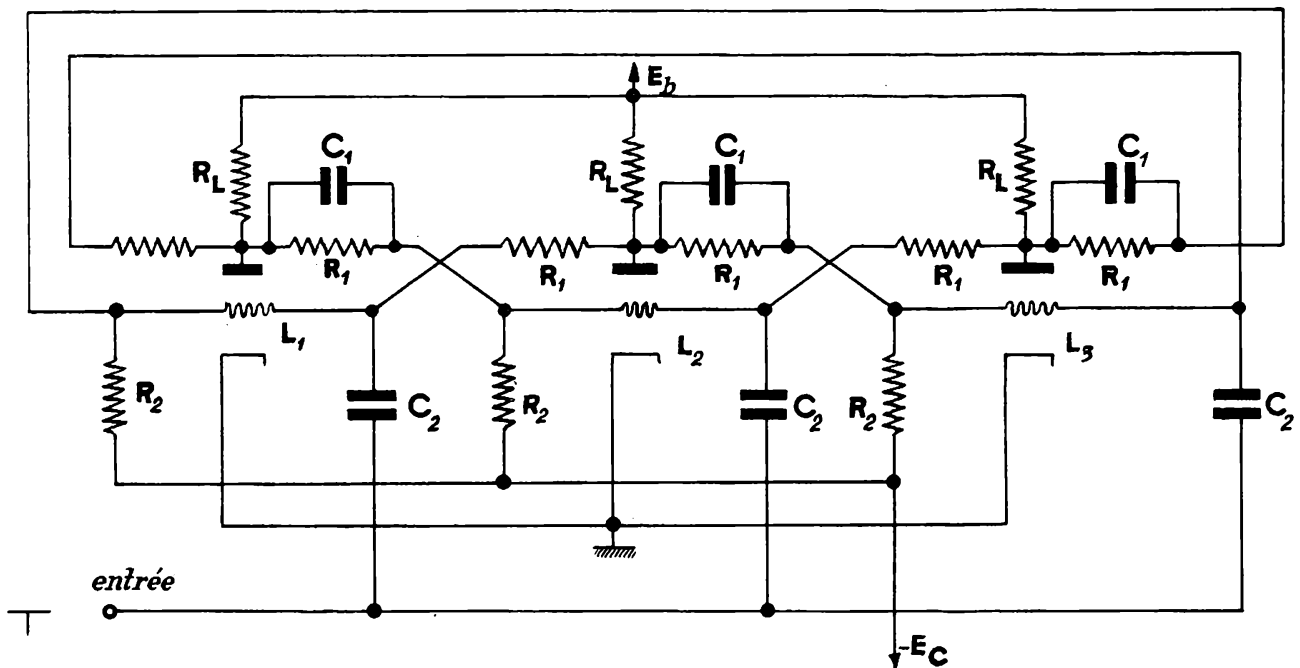 E_b
C_1
C_1
C_1
R_L
R_L
R_L
R_1
R_1
R_1
R_1
R_1
L_1
L_2
L_3
R_2
C_2
R_2
C_2
R_2
C_2
entrée
-E_C